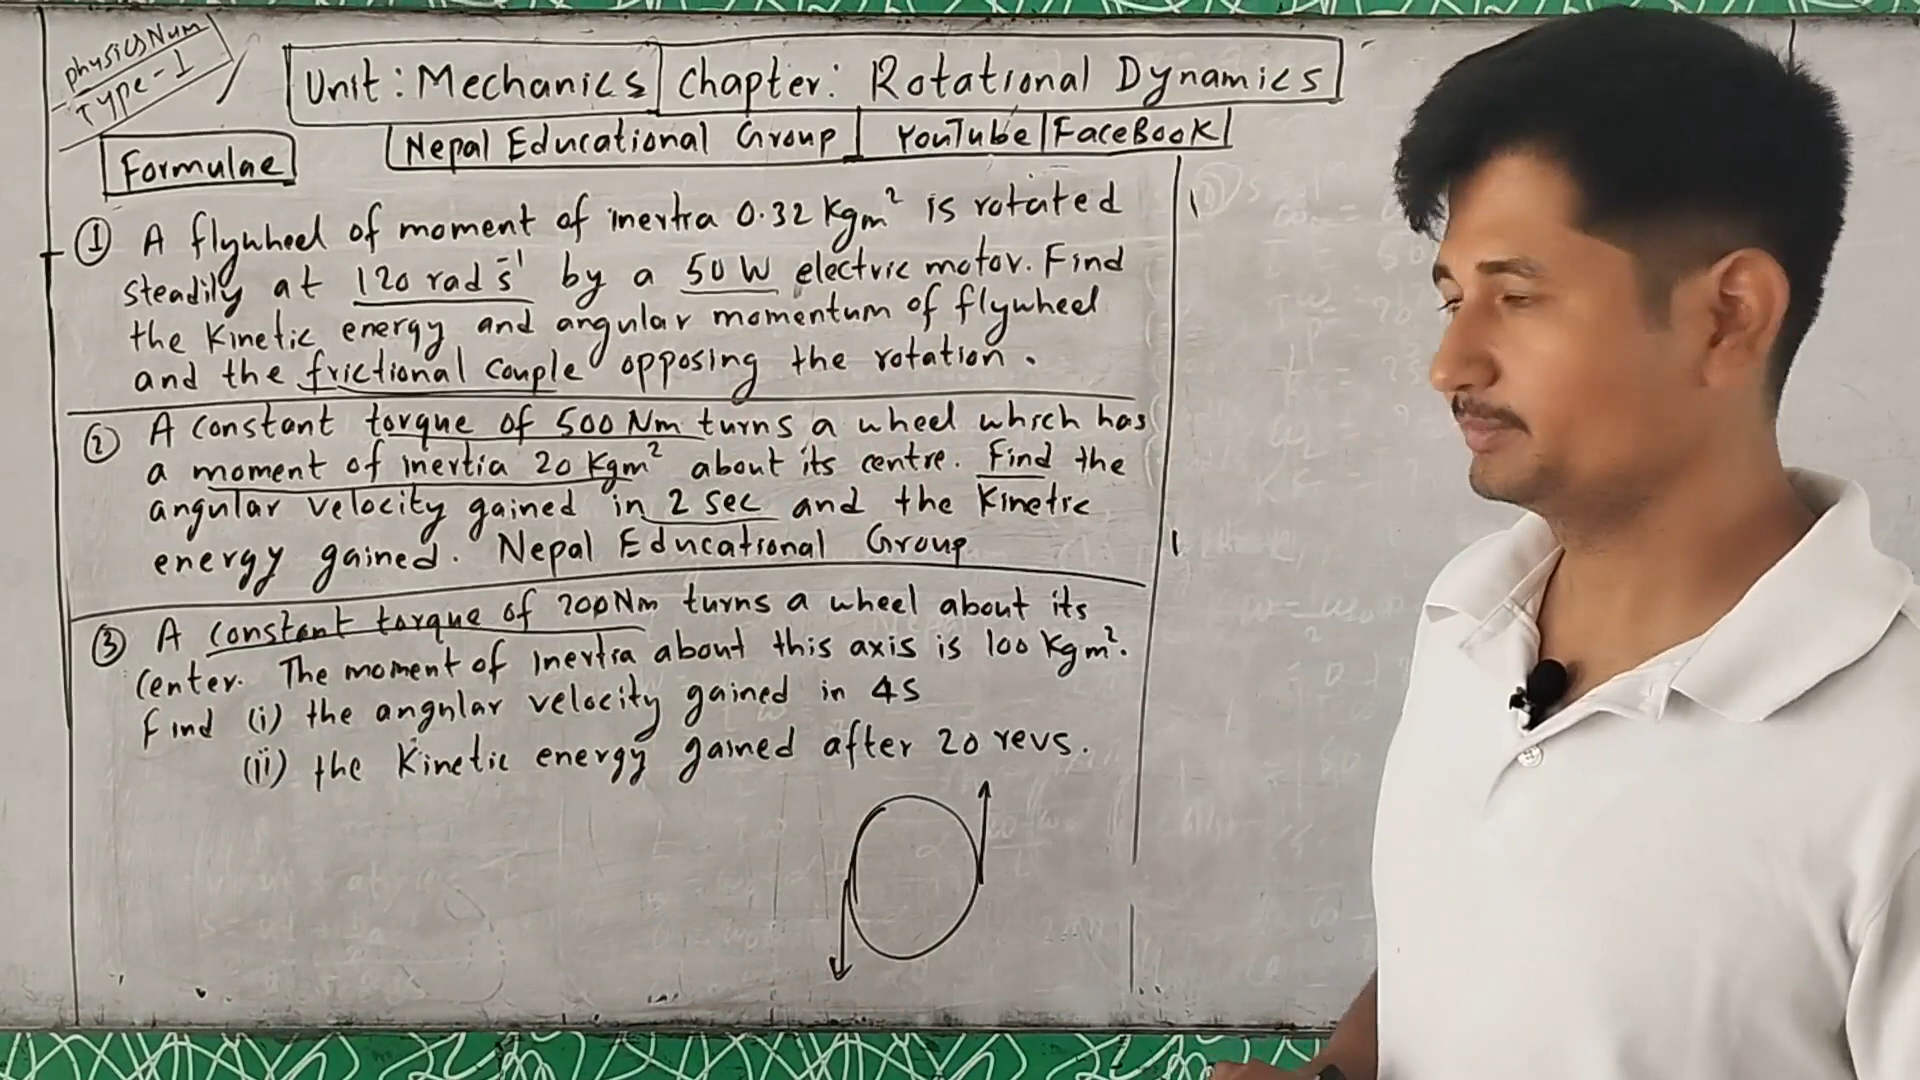 PhysicsNum
Type-1
Unit: Mechanics Chapter: Rotational Dynamics
Nepal Educational Group YouTube FaceBook
Formulae
① A flywheel of moment of inertia 0.32 Kgm² is rotated
steadily at 120 rad s⁻¹ by a 50 W electric motor. Find
the Kinetic energy and angular momentum of flywheel
and the frictional couple opposing the rotation.
② A constant torque of 500 Nm turns a wheel which has
a moment of inertia 20 Kgm² about its centre. Find the
angular velocity gained in 2 sec and the Kinetic
energy gained. Nepal Educational Group
③ A constant torque of 200Nm turns a wheel about its
center. The moment of inertia about this axis is 100 Kgm².
Find (i) the angular velocity gained in 4s
(ii) the Kinetic energy gained after 20 revs.